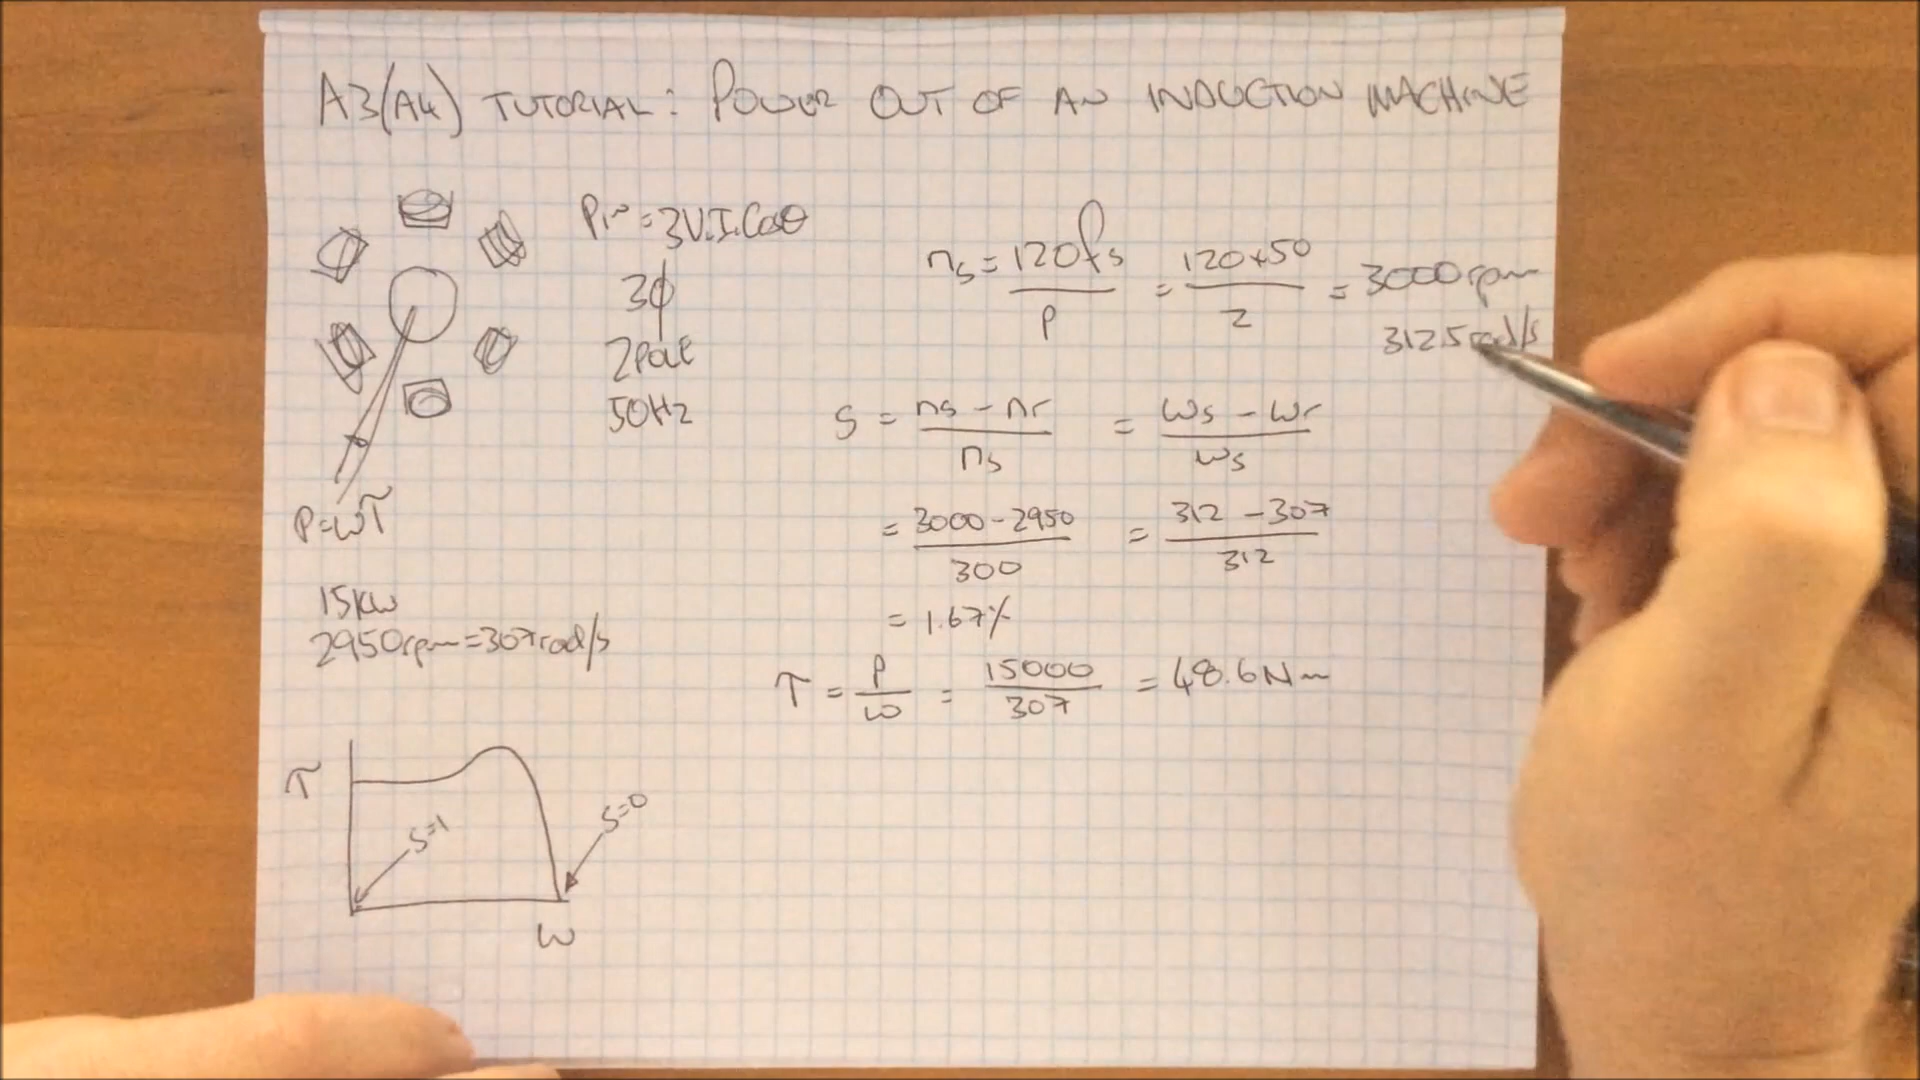 A3(A4) TUTORIAL: POWER OUT OF AN INDUCTION MACHINE
Pin = 3V.I.Cosθ
3φ
2Pole
50Hz
P=ωT
15kW
2950rpm=307rad/s
T
S=1
S=0
ω
ns = 120fs / P = 120×50 / 2 = 3000rpm
312.5rad/s
S = ns - nr / ns = ωs - ωr / ωs
= 3000 - 2950 / 300 = 312 - 307 / 312
= 1.67%
T = P / ω = 15000 / 307 = 48.6Nm